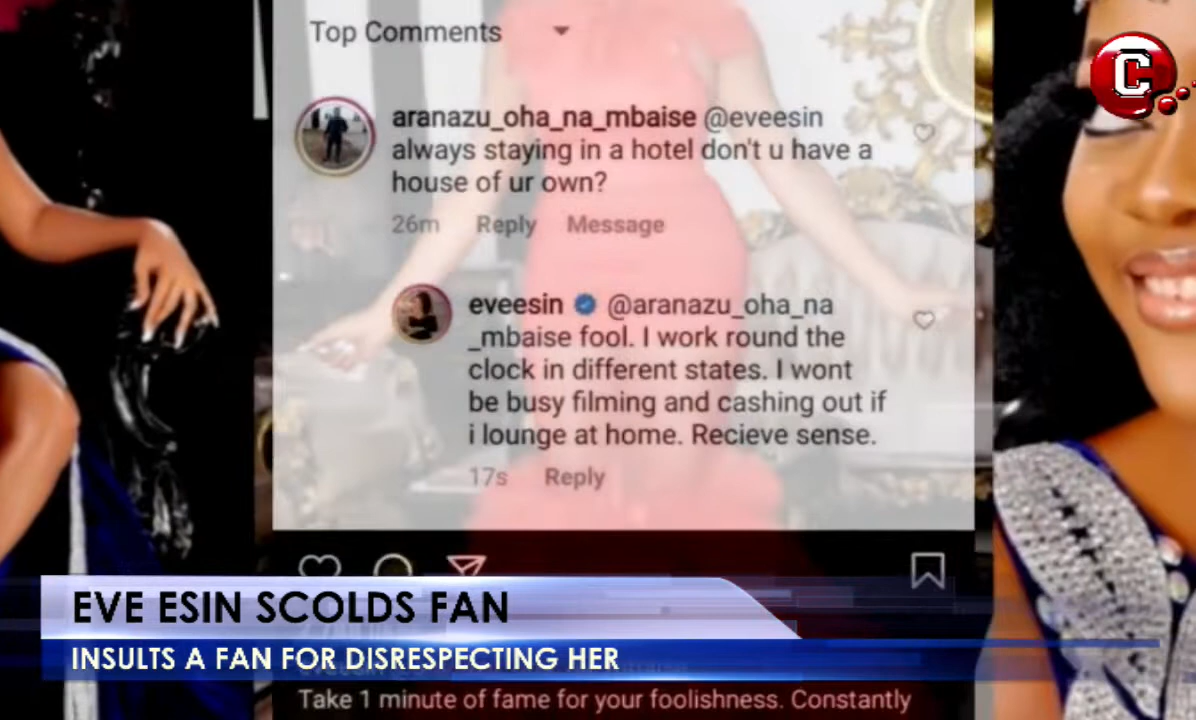 Top Comments
C
aranazu_oha_na_mbaise @eveesin
always staying in a hotel don't u have a
house of ur own?
26m Reply Message
eveesin @aranazu_oha_na
_mbaise fool. I work round the
clock in different states. I wont
be busy filming and cashing out if
i lounge at home. Recieve sense.
17s Reply
EVE ESIN SCOLDS FAN
INSULTS A FAN FOR DISRESPECTING HER
Take 1 minute of fame for your foolishness. Constantly